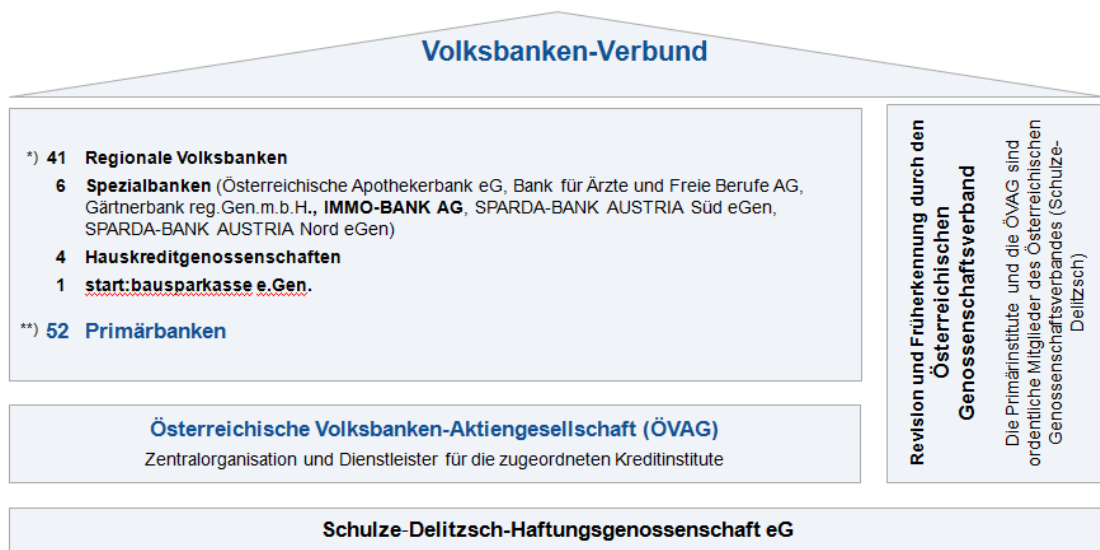 Volksbanken-Verbund
*) 41 Regionale Volksbanken
6 Spezialbanken (Österreichische Apothekerbank eG, Bank für Ärzte und Freie Berufe AG,
Gärtnerbank reg.Gen.m.b.H., IMMO-BANK AG, SPARDA-BANK AUSTRIA Süd eGen,
SPARDA-BANK AUSTRIA Nord eGen)
4 Hauskreditgenossenschaften
1 start:bausparkasse e.Gen.
**) 52 Primärbanken
Österreichische Volksbanken-Aktiengesellschaft (ÖVAG)
Zentralorganisation und Dienstleister für die zugeordneten Kreditinstitute
Revision und Früherkennung durch den
Österreichischen
Genossenschaftsverband
Die Primärinstitute und die ÖVAG sind
ordentliche Mitglieder des Österreichischen
Genossenschaftsverbandes (Schulze-
Delitzsch)
Schulze-Delitzsch-Haftungsgenossenschaft eG